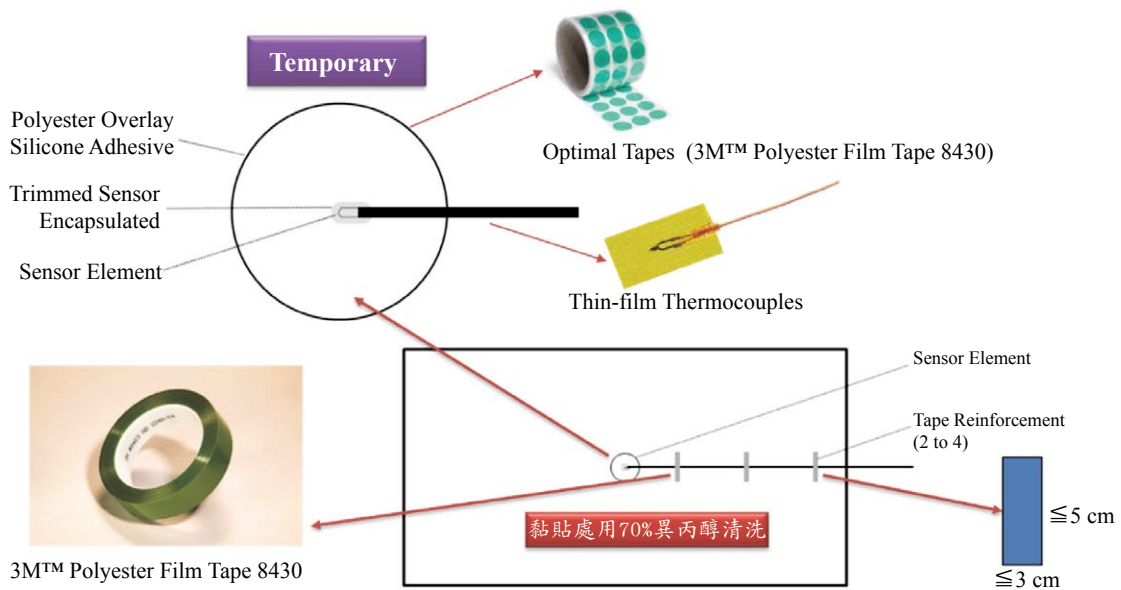 Temporary
Polyester Overlay
Silicone Adhesive
Optimal Tapes (3M™ Polyester Film Tape 8430)
Trimmed Sensor
Encapsulated
Sensor Element
Thin-film Thermocouples
Sensor Element
Tape Reinforcement
(2 to 4)
黏貼處用70%異丙醇清洗
≦5 cm
≦3 cm
3M™ Polyester Film Tape 8430